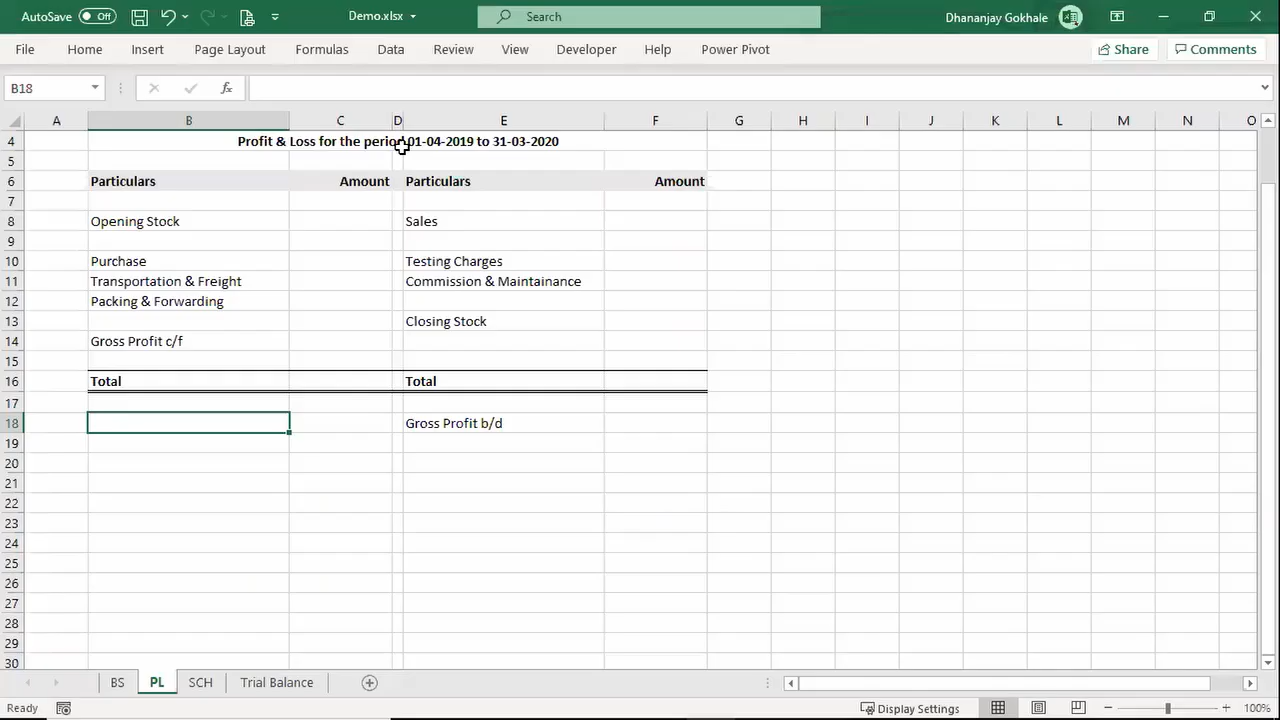 AutoSave Off Demo.xlsx Search Dhananjay Gokhale
File Home Insert Page Layout Formulas Data Review View Developer Help Power Pivot Share Comments
B18 fx
A B C D E F G H I J K L M N O
4 Profit & Loss for the period 01-04-2019 to 31-03-2020
5
6 Particulars Amount Particulars Amount
7
8 Opening Stock Sales
9
10 Purchase Testing Charges
11 Transportation & Freight Commission & Maintainance
12 Packing & Forwarding
13 Closing Stock
14 Gross Profit c/f
15
16 Total Total
17
18 Gross Profit b/d
19
20
21
22
23
24
25
26
27
28
29
30
BS PL SCH Trial Balance
Ready Display Settings 100%